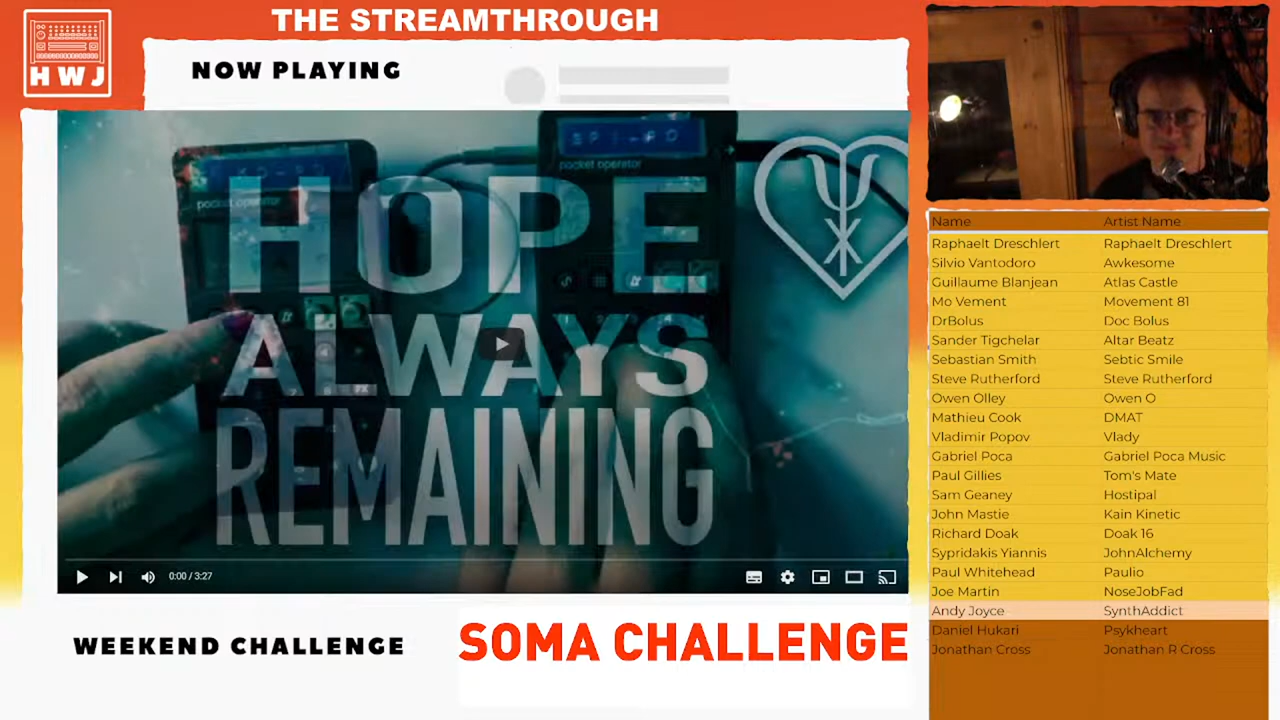 THE STREAMTHROUGH
HWJ
NOW PLAYING
pocket operator
pocket operator
HOPE
ALWAYS
REMAINING
0:00 / 3:27
WEEKEND CHALLENGE
SOMA CHALLENGE
Name Artist Name
Raphaelt Dreschlert Raphaelt Dreschlert
Silvio Vantodoro Awkesome
Guillaume Blanjean Atlas Castle
Mo Vement Movement 81
DrBolus Doc Bolus
Sander Tigchelar Altar Beatz
Sebastian Smith Sebtic Smile
Steve Rutherford Steve Rutherford
Owen Olley Owen O
Mathieu Cook DMAT
Vladimir Popov Vlady
Gabriel Poca Gabriel Poca Music
Paul Gillies Tom's Mate
Sam Geaney Hostipal
John Mastie Kain Kinetic
Richard Doak Doak 16
Sypridakis Yiannis JohnAlchemy
Paul Whitehead Paulio
Joe Martin NoseJobFad
Andy Joyce SynthAddict
Daniel Hukari Psykheart
Jonathan Cross Jonathan R Cross